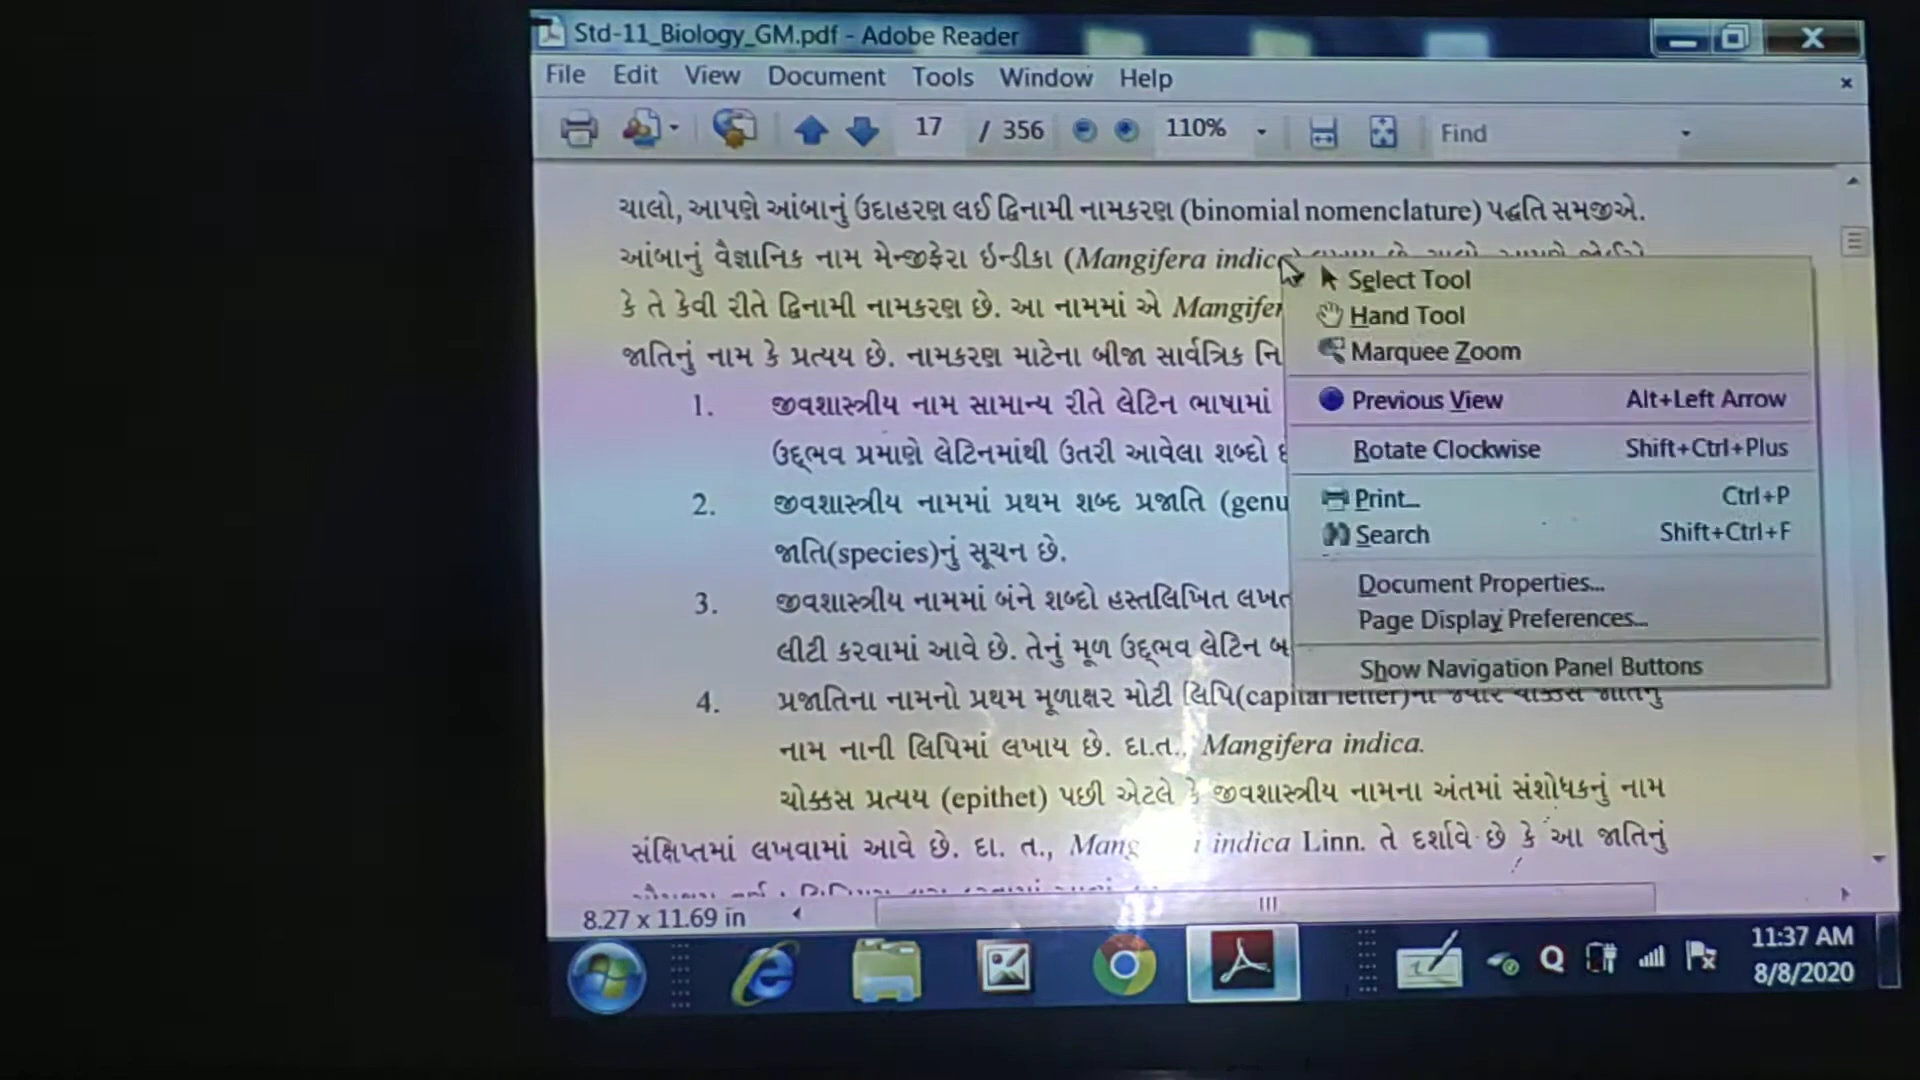 Std-11_Biology_GM.pdf - Adobe Reader
File Edit View Document Tools Window Help
17 / 356 110% Find
ચાલો, આપણે આંબાનું ઉદાહરણ લઈ દ્વિનામી નામકરણ (binomial nomenclature) પદ્ધતિ સમજીએ.
આંબાનું વૈજ્ઞાનિક નામ મેન્જીફેરા ઇન્ડીકા (Mangifera indica)
કે તે કેવી રીતે દ્વિનામી નામકરણ છે. આ નામમાં એ Mangifer
જાતિનું નામ કે પ્રત્યય છે. નામકરણ માટેના બીજા સાર્વત્રિક નિ
1. જીવશાસ્ત્રીય નામ સામાન્ય રીતે લેટિન ભાષામાં
ઉદ્ભવ પ્રમાણે લેટિનમાંથી ઉતરી આવેલા શબ્દો
2. જીવશાસ્ત્રીય નામમાં પ્રથમ શબ્દ પ્રજાતિ (genu
જાતિ(species)નું સૂચન છે.
3. જીવશાસ્ત્રીય નામમાં બંને શબ્દો હસ્તલિખિત લખત
લીટી કરવામાં આવે છે. તેનું મૂળ ઉદ્ભવ લેટિન બ
4. પ્રજાતિના નામનો પ્રથમ મૂળાક્ષર મોટી લિપિ(capital letter)માં જ્યારે ચોક્કસ જાતિનું
નામ નાની લિપિમાં લખાય છે. દા.ત., Mangifera indica.
ચોક્કસ પ્રત્યય (epithet) પછી એટલે કે જીવશાસ્ત્રીય નામના અંતમાં સંશોધકનું નામ
સંક્ષિપ્તમાં લખવામાં આવે છે. દા. ત., Mang indica Linn. તે દર્શાવે છે કે આ જાતિનું
Select Tool
Hand Tool
Marquee Zoom
Previous View Alt+Left Arrow
Rotate Clockwise Shift+Ctrl+Plus
Print... Ctrl+P
Search Shift+Ctrl+F
Document Properties...
Page Display Preferences...
Show Navigation Panel Buttons
8.27 x 11.69 in
11:37 AM
8/8/2020